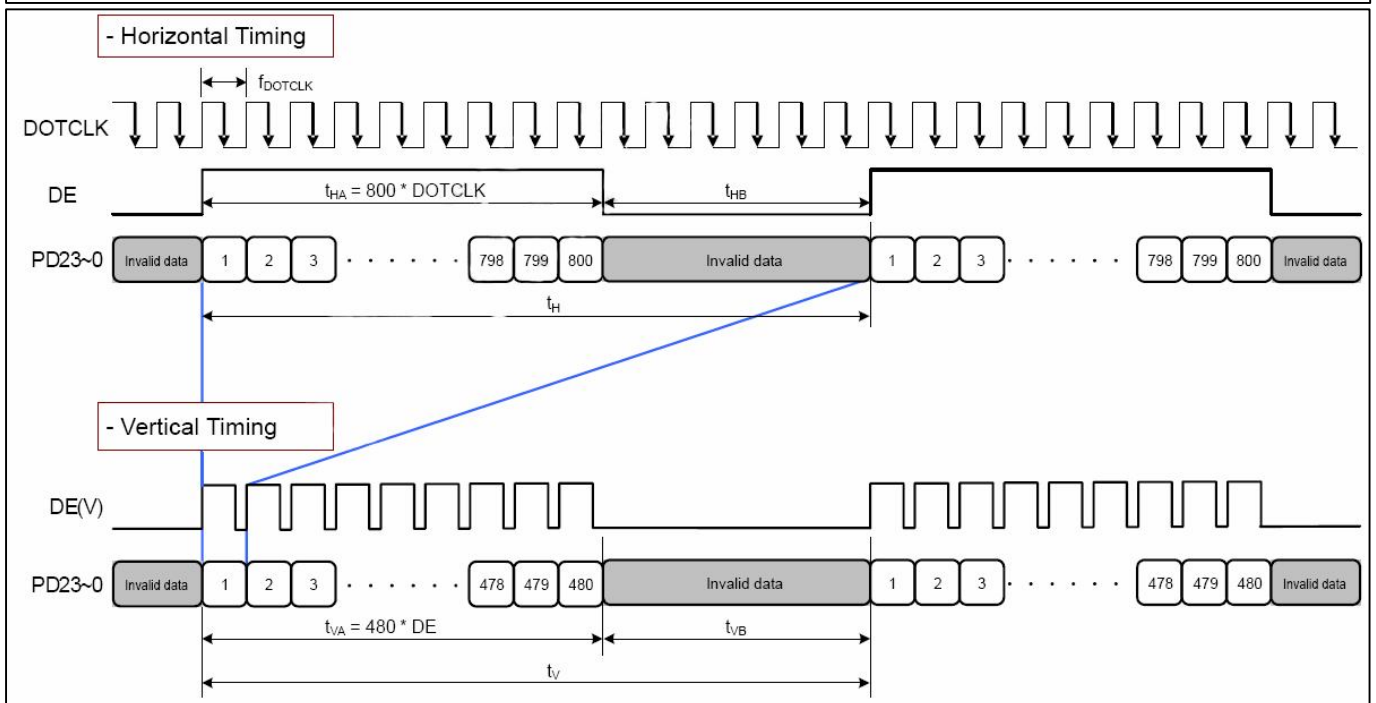 - Horizontal Timing
fDOTCLK
DOTCLK
DE
tHA = 800 * DOTCLK
tHB
PD23~0
Invalid data 1 2 3 · · · · · · 798 799 800 Invalid data 1 2 3 · · · · · · 798 799 800 Invalid data
tH
- Vertical Timing
DE(V)
PD23~0
Invalid data 1 2 3 · · · · · · 478 479 480 Invalid data 1 2 3 · · · · · · 478 479 480 Invalid data
tVA = 480 * DE
tVB
tV